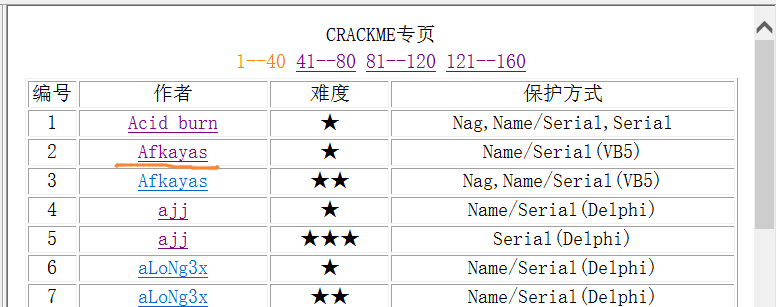 CRACKME专页
1--40 41--80 81--120 121--160
编号 作者 难度 保护方式
1 Acid burn ★ Nag,Name/Serial,Serial
2 Afkayas ★ Name/Serial(VB5)
3 Afkayas ★★ Nag,Name/Serial(VB5)
4 ajj ★ Name/Serial(Delphi)
5 ajj ★★★ Serial(Delphi)
6 aLoNg3x ★ Name/Serial(Delphi)
7 aLoNg3x ★★ Name/Serial(Delphi)